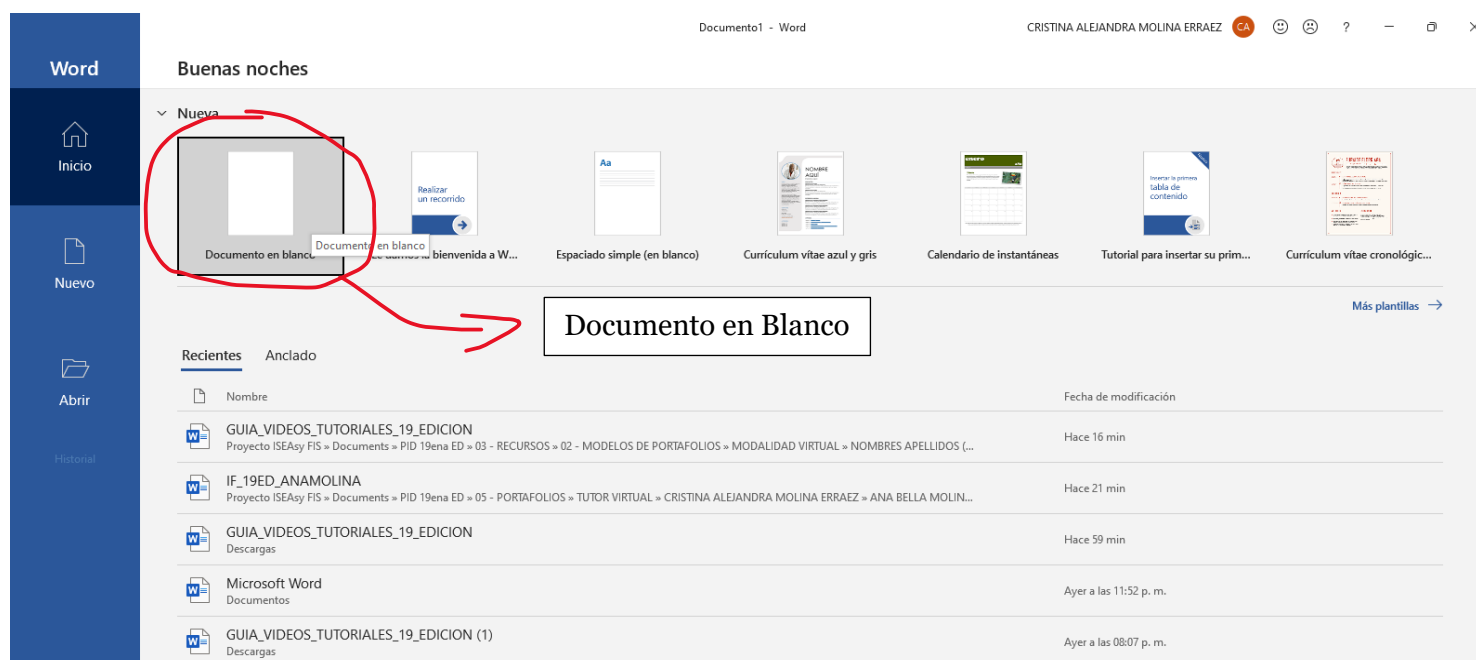 Documento1 - Word
CRISTINA ALEJANDRA MOLINA ERRAEZ CA ?
Word
Buenas noches
Nueva
Inicio
Nuevo
Abrir
Historial
Realizar
un recorrido
Aa
NOMBRE
AQUÍ
enero
Insertar la primera
tabla de
contenido
Documento en blanco
Documento en blanco
bienvenida a W...
Espaciado simple (en blanco)
Currículum vítae azul y gris
Calendario de instantáneas
Tutorial para insertar su prim...
Currículum vítae cronológic...
Más plantillas
Documento en Blanco
Recientes Anclado
Nombre Fecha de modificación
GUIA_VIDEOS_TUTORIALES_19_EDICION
Proyecto ISEAsy FIS » Documents » PID 19ena ED » 03 - RECURSOS » 02 - MODELOS DE PORTAFOLIOS » MODALIDAD VIRTUAL » NOMBRES APELLIDOS (...
Hace 16 min
IF_19ED_ANAMOLINA
Proyecto ISEAsy FIS » Documents » PID 19ena ED » 05 - PORTAFOLIOS » TUTOR VIRTUAL » CRISTINA ALEJANDRA MOLINA ERRAEZ » ANA BELLA MOLIN...
Hace 21 min
GUIA_VIDEOS_TUTORIALES_19_EDICION
Descargas
Hace 59 min
Microsoft Word
Documentos
Ayer a las 11:52 p. m.
GUIA_VIDEOS_TUTORIALES_19_EDICION (1)
Descargas
Ayer a las 08:07 p. m.